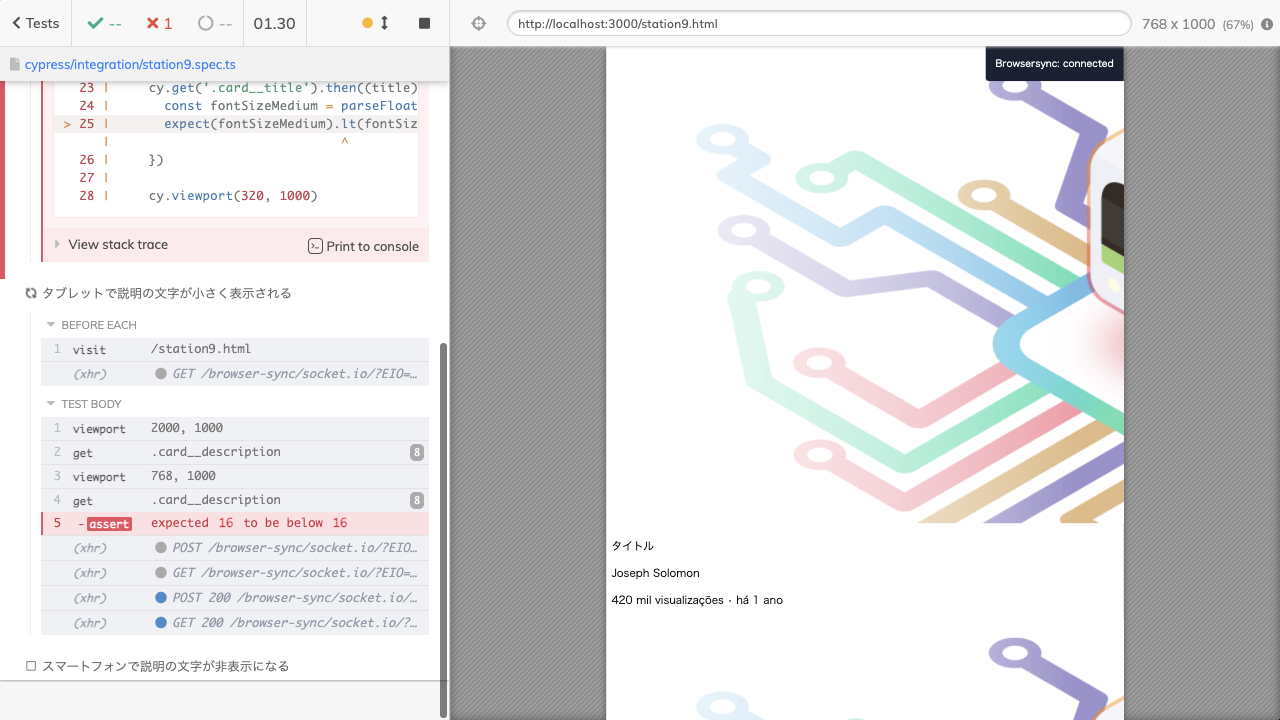 Tests
--
1
--
01.30
http://localhost:3000/station9.html
768 x 1000 (67%)
cypress/integration/station9.spec.ts
Browsersync: connected
23 | cy.get('.card__title').then((title)
24 | const fontSizeMedium = parseFloat
> 25 | expect(fontSizeMedium).lt(fontSiz
| ^
26 | })
27 |
28 | cy.viewport(320, 1000)
View stack trace
Print to console
タブレットで説明の文字が小さく表示される
BEFORE EACH
1 visit /station9.html
(xhr) GET /browser-sync/socket.io/?EIO=…
TEST BODY
1 viewport 2000, 1000
2 get .card__description 8
3 viewport 768, 1000
4 get .card__description 8
5 -assert expected 16 to be below 16
(xhr) POST /browser-sync/socket.io/?EIO…
(xhr) GET /browser-sync/socket.io/?EIO=…
(xhr) POST 200 /browser-sync/socket.io/…
(xhr) GET 200 /browser-sync/socket.io/?…
スマートフォンで説明の文字が非表示になる
タイトル
Joseph Solomon
420 mil visualizações · há 1 ano